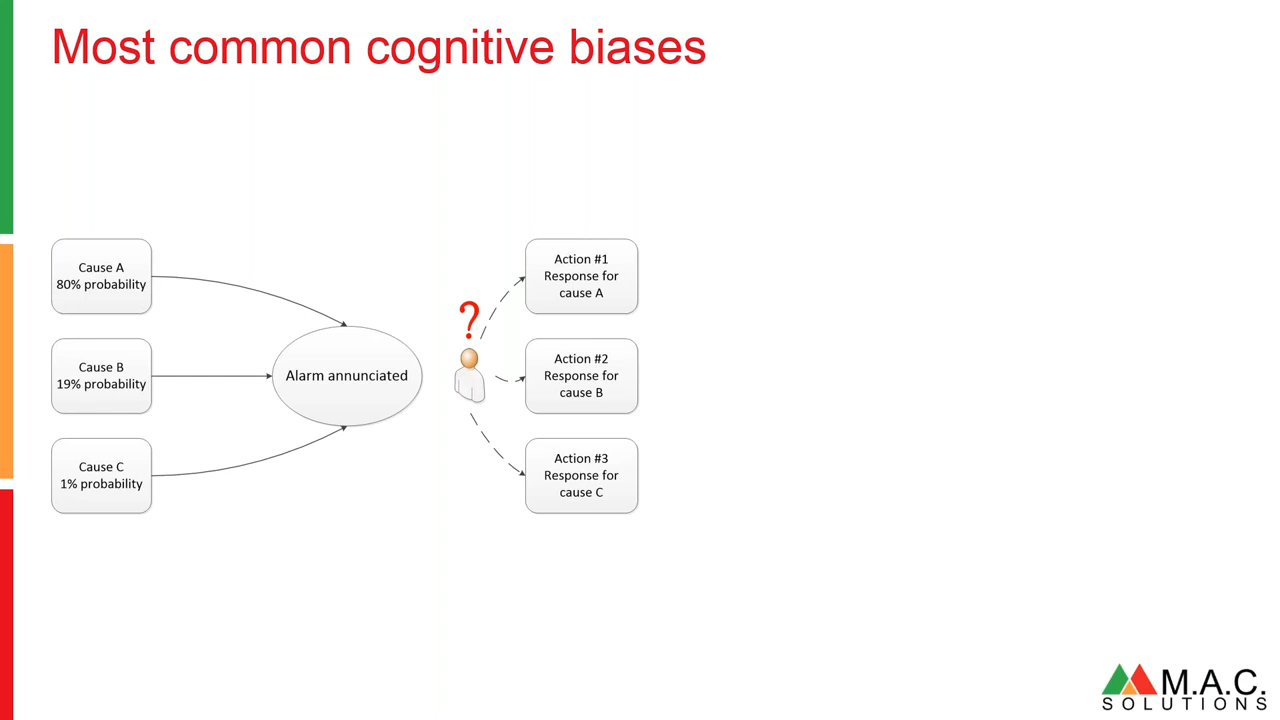 Most common cognitive biases
Cause A
80% probability
Cause B
19% probability
Cause C
1% probability
Alarm annunciated
?
Action #1
Response for
cause A
Action #2
Response for
cause B
Action #3
Response for
cause C
M.A.C.
SOLUTIONS